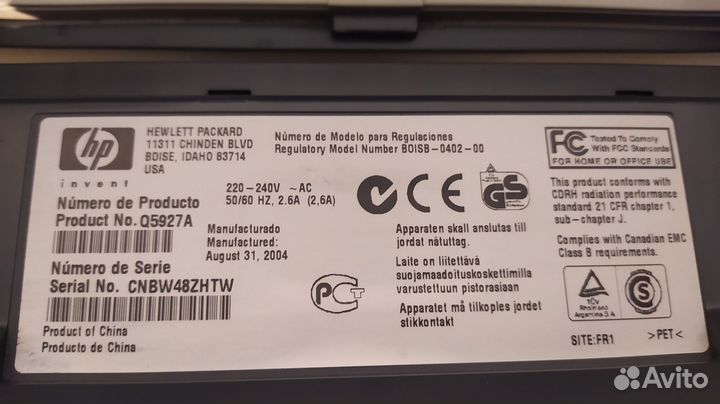 hp
invent
HEWLETT PACKARD
11311 CHINDEN BLVD
BOISE, IDAHO 83714
USA
Número de Modelo para Regulaciones
Regulatory Model Number BOISB-0402-00
Número de Producto
Product No. Q5927A
Número de Serie
Serial No. CNBW48ZHTW
Product of China
Producto de China
220-240V ~AC
50/60 HZ, 2.6A (2,6A)
Manufacturado
Manufactured:
August 31, 2004
PCT
CE
GS
Apparaten skall anslutas till
jordat nätuttag.
Laite on liitettävä
suojamaadoituskoskettimilla
varustettuun pistorasiaan
Apparatet må tilkoples jordet
stikkontakt
FC
Tested To Comply
With FCC Standards
FOR HOME OR OFFICE USE
This product conforms with
CDRH radiation performance
standard 21 CFR chapter 1,
sub-chapter J.
Complies with Canadian EMC
Class B requirements.
TÜV
Rheinland
Argentina S.A.
S
SITE:FR1
>PET<
Avito